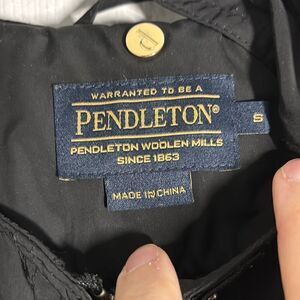 WARRANTED TO BE A
PENDLETON®
S
PENDLETON WOOLEN MILLS
SINCE 1863
MADE IN CHINA